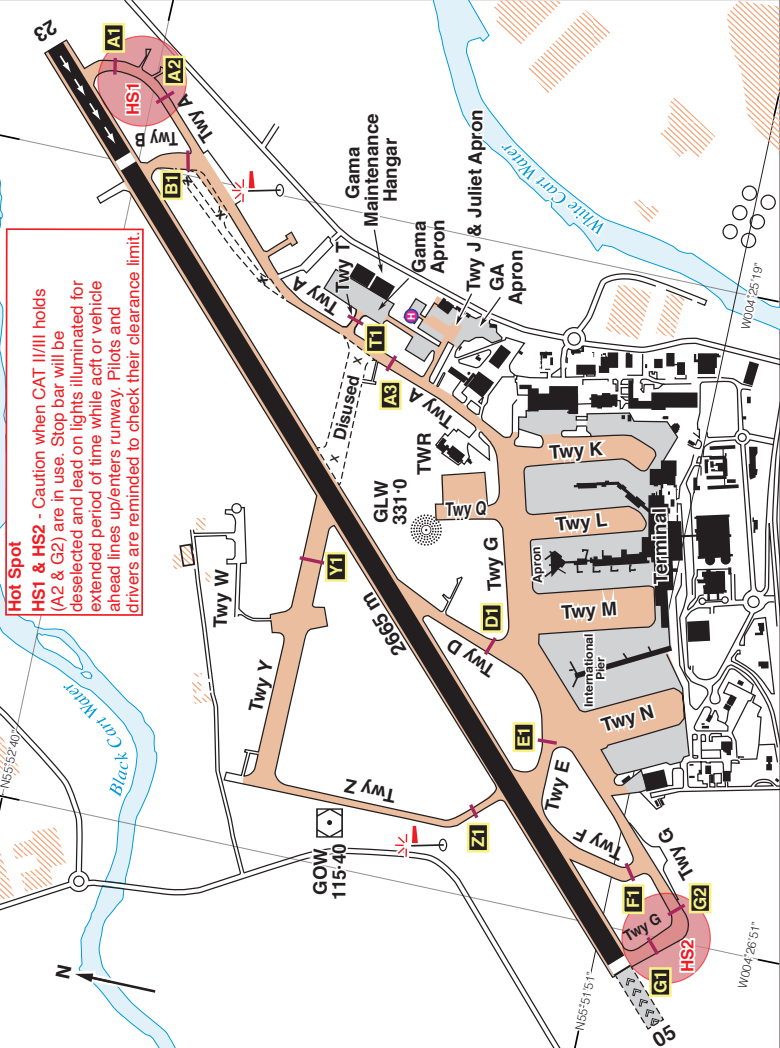 Hot Spot
HS1 & HS2 - Caution when CAT II/III holds
(A2 & G2) are in use. Stop bar will be
deselected and lead on lights illuminated for
extended period of time while acft or vehicle
ahead lines up/enters runway. Pilots and
drivers are reminded to check their clearance limit.
23
A1
A2
HS1
Twy A
Twy B
B1
Gama
Maintenance
Hangar
Twy T
Twy A
Gama
Apron
Twy J & Juliet Apron
GA
Apron
H
T1
A3
Disused
x
x
x
x
Twy A
White Cart Water
W004°25'19"
TWR
GLW
331·0
Twy Q
Twy K
Twy L
Twy G
Apron
Terminal
Twy M
International
Pier
Twy N
D1
Twy D
E1
Twy E
Twy F
F1
Twy G
G2
Twy G
G1
HS2
05
2665 m
Y1
Twy W
Twy Y
Twy Z
Z1
GOW
115·40
Black Cart Water
N55°52'40"
N55°51'51"
W004°26'51"
N